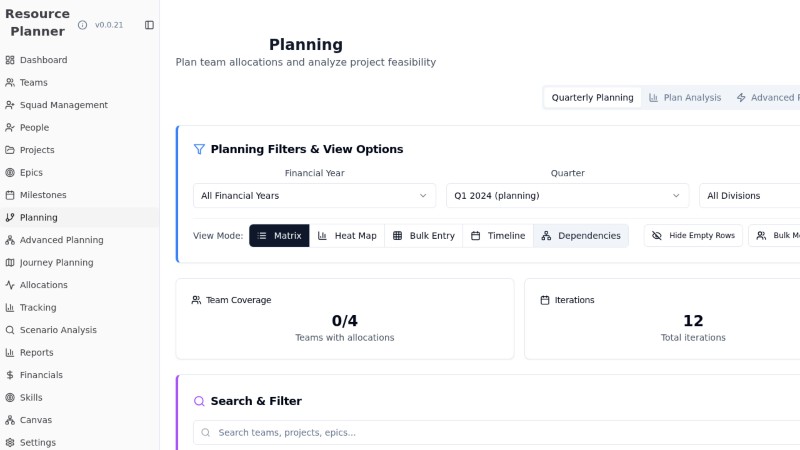 Resource
Planner
v0.0.21
Dashboard
Teams
Squad Management
People
Projects
Epics
Milestones
Planning
Advanced Planning
Journey Planning
Allocations
Tracking
Scenario Analysis
Reports
Financials
Skills
Canvas
Settings
Planning
Plan team allocations and analyze project feasibility
Quarterly Planning
Plan Analysis
Advanced
Planning Filters & View Options
Financial Year
Quarter
All Financial Years
Q1 2024 (planning)
All Divisions
View Mode:
Matrix
Heat Map
Bulk Entry
Timeline
Dependencies
Hide Empty Rows
Bulk
Team Coverage
0/4
Teams with allocations
Iterations
12
Total iterations
Search & Filter
Search teams, projects, epics...